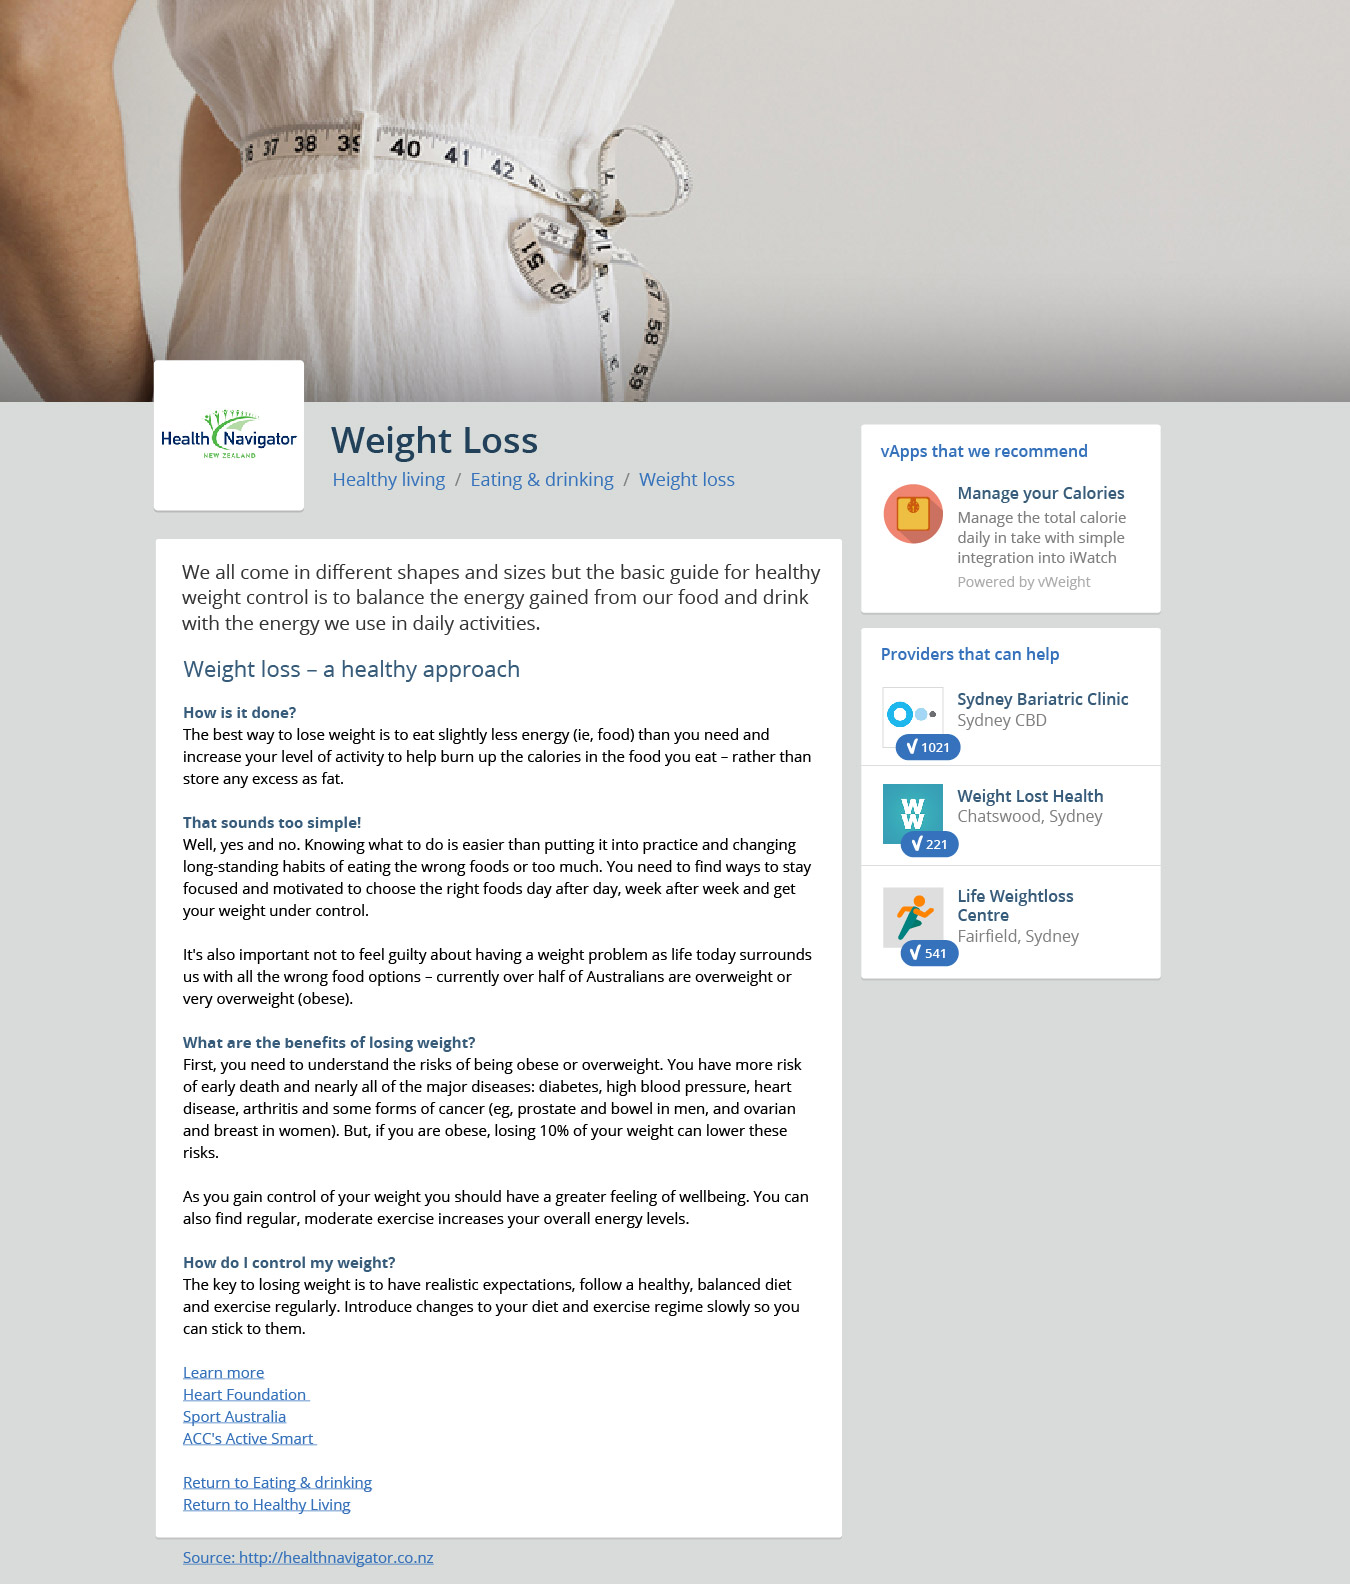 37 38 39 40 41 42
51
50
52
57
58
59
Health Navigator
NEW ZEALAND
Weight Loss
Healthy living / Eating & drinking / Weight loss
We all come in different shapes and sizes but the basic guide for healthy
weight control is to balance the energy gained from our food and drink
with the energy we use in daily activities.
Weight loss – a healthy approach
How is it done?
The best way to lose weight is to eat slightly less energy (ie, food) than you need and
increase your level of activity to help burn up the calories in the food you eat – rather than
store any excess as fat.
That sounds too simple!
Well, yes and no. Knowing what to do is easier than putting it into practice and changing
long-standing habits of eating the wrong foods or too much. You need to find ways to stay
focused and motivated to choose the right foods day after day, week after week and get
your weight under control.
It's also important not to feel guilty about having a weight problem as life today surrounds
us with all the wrong food options – currently over half of Australians are overweight or
very overweight (obese).
What are the benefits of losing weight?
First, you need to understand the risks of being obese or overweight. You have more risk
of early death and nearly all of the major diseases: diabetes, high blood pressure, heart
disease, arthritis and some forms of cancer (eg, prostate and bowel in men, and ovarian
and breast in women). But, if you are obese, losing 10% of your weight can lower these
risks.
As you gain control of your weight you should have a greater feeling of wellbeing. You can
also find regular, moderate exercise increases your overall energy levels.
How do I control my weight?
The key to losing weight is to have realistic expectations, follow a healthy, balanced diet
and exercise regularly. Introduce changes to your diet and exercise regime slowly so you
can stick to them.
Learn more
Heart Foundation
Sport Australia
ACC's Active Smart
Return to Eating & drinking
Return to Healthy Living
Source: http://healthnavigator.co.nz
vApps that we recommend
Manage your Calories
Manage the total calorie
daily in take with simple
integration into iWatch
Powered by vWeight
Providers that can help
Sydney Bariatric Clinic
Sydney CBD
1021
W
W
Weight Lost Health
Chatswood, Sydney
221
Life Weightloss
Centre
Fairfield, Sydney
541